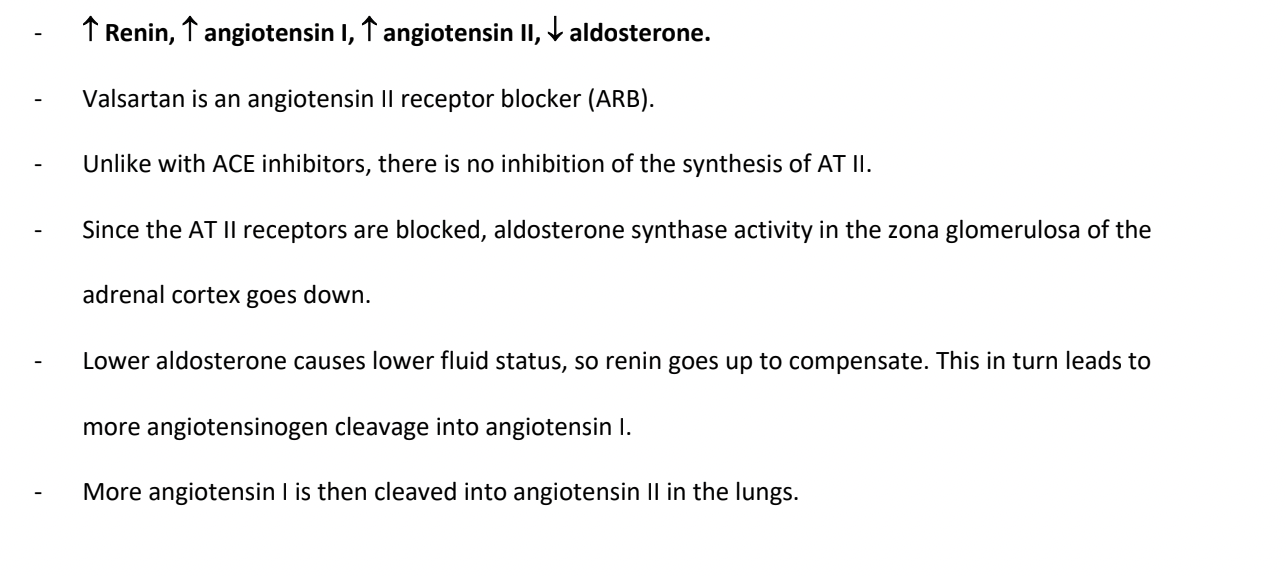 - ↑ Renin, ↑ angiotensin I, ↑ angiotensin II, ↓ aldosterone.
- Valsartan is an angiotensin II receptor blocker (ARB).
- Unlike with ACE inhibitors, there is no inhibition of the synthesis of AT II.
- Since the AT II receptors are blocked, aldosterone synthase activity in the zona glomerulosa of the
adrenal cortex goes down.
- Lower aldosterone causes lower fluid status, so renin goes up to compensate. This in turn leads to
more angiotensinogen cleavage into angiotensin I.
- More angiotensin I is then cleaved into angiotensin II in the lungs.